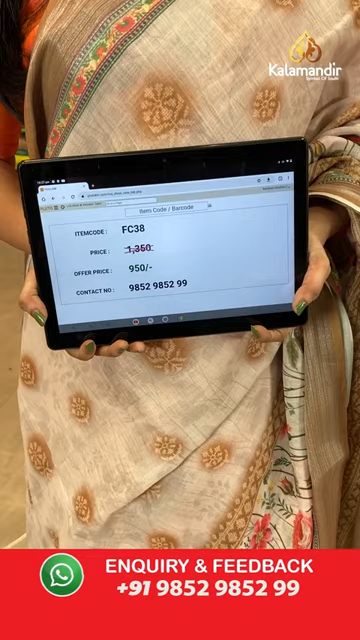 Kalamandir
Item Code / Barcode
ITEMCODE : FC38
PRICE : 1,350
OFFER PRICE : 950/-
CONTACT NO : 9852 9852 99
ENQUIRY & FEEDBACK
+91 9852 9852 99